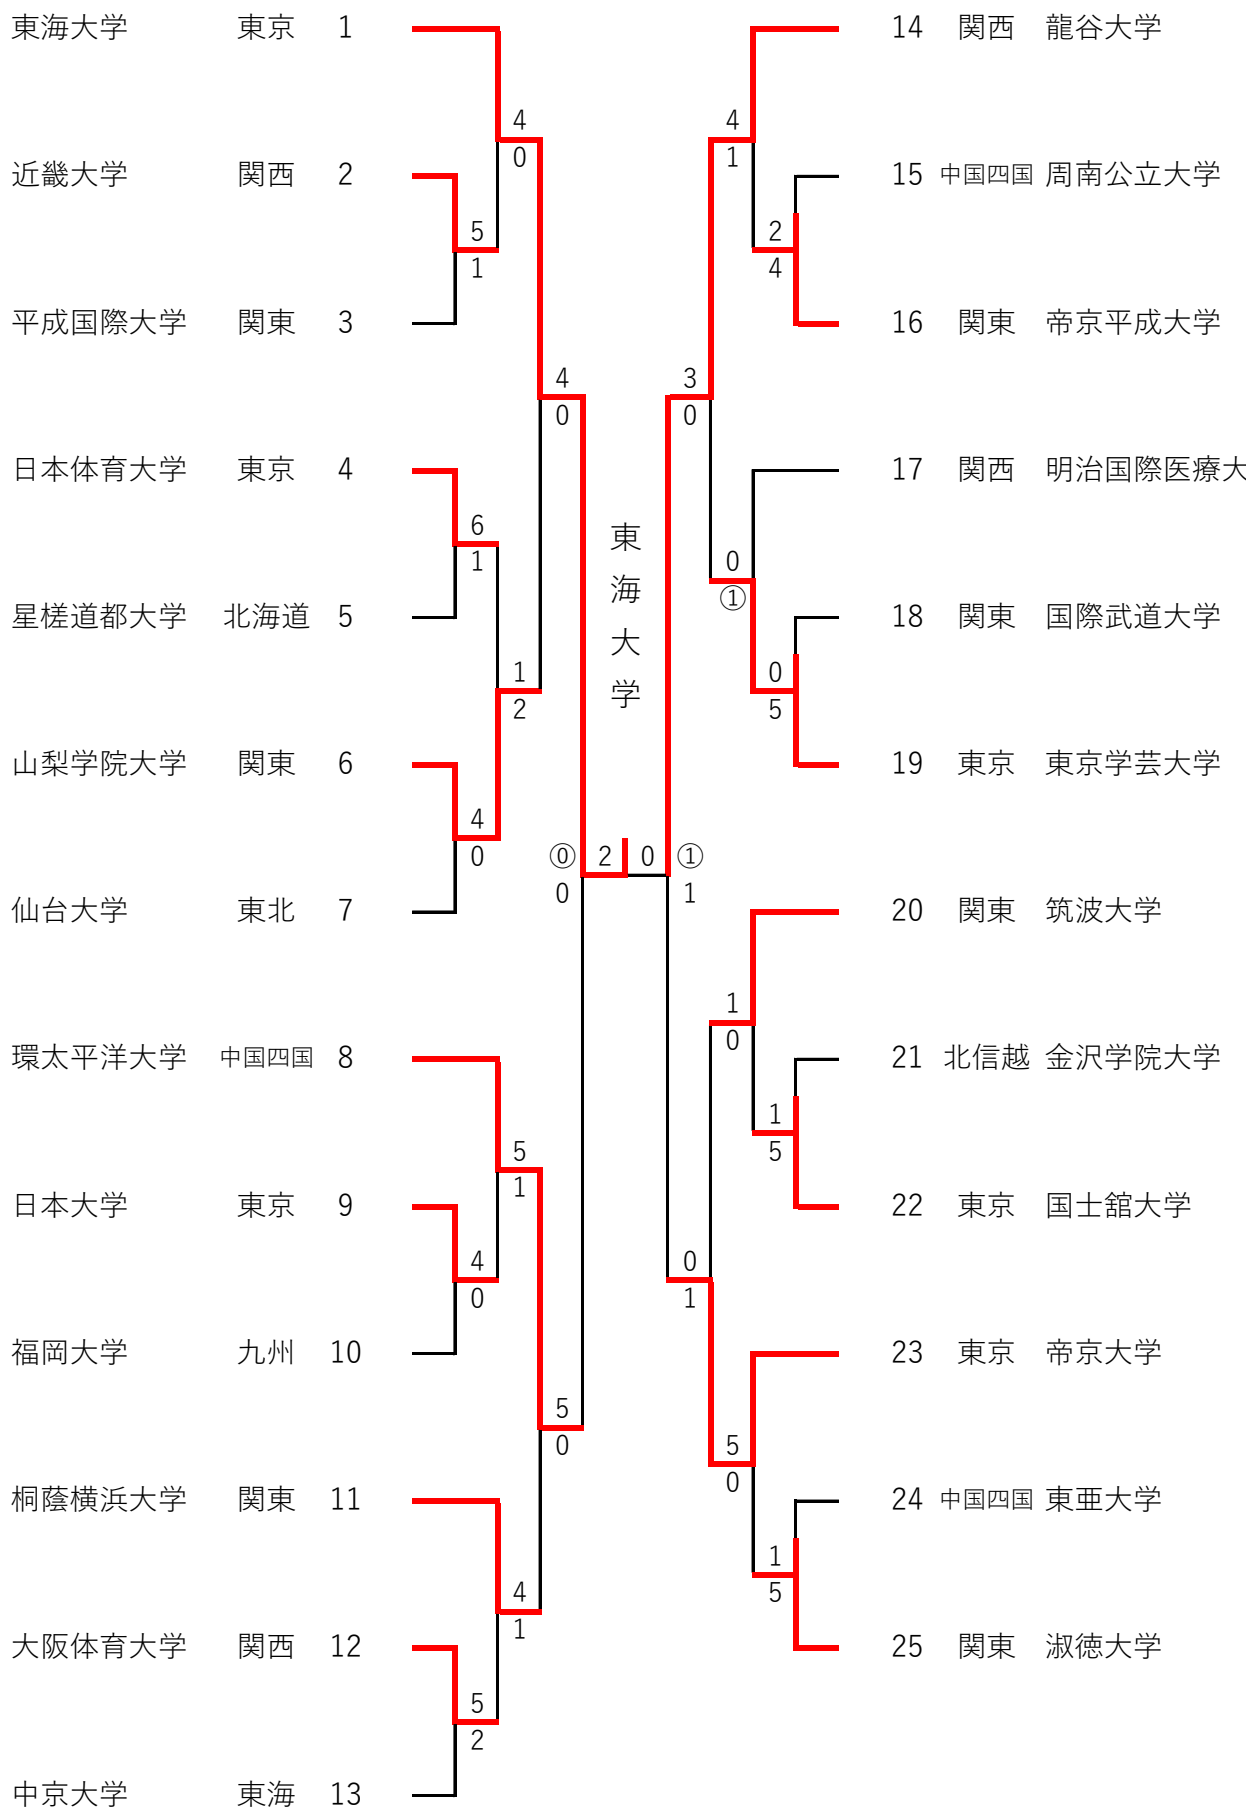 東海大学 東京 1
近畿大学 関西 2
平成国際大学 関東 3
日本体育大学 東京 4
星槎道都大学 北海道 5
山梨学院大学 関東 6
仙台大学 東北 7
環太平洋大学 中国四国 8
日本大学 東京 9
福岡大学 九州 10
桐蔭横浜大学 関東 11
大阪体育大学 関西 12
中京大学 東海 13
4
0
5
1
4
0
6
1
1
2
4
0
⓪
0
5
1
4
0
5
0
4
1
5
2
東海大学
2 0
4
1
2
4
3
0
0
①
0
5
①
1
1
0
1
5
0
1
5
0
1
5
14 関西 龍谷大学
15 中国四国 周南公立大学
16 関東 帝京平成大学
17 関西 明治国際医療大
18 関東 国際武道大学
19 東京 東京学芸大学
20 関東 筑波大学
21 北信越 金沢学院大学
22 東京 国士舘大学
23 東京 帝京大学
24 中国四国 東亜大学
25 関東 淑徳大学